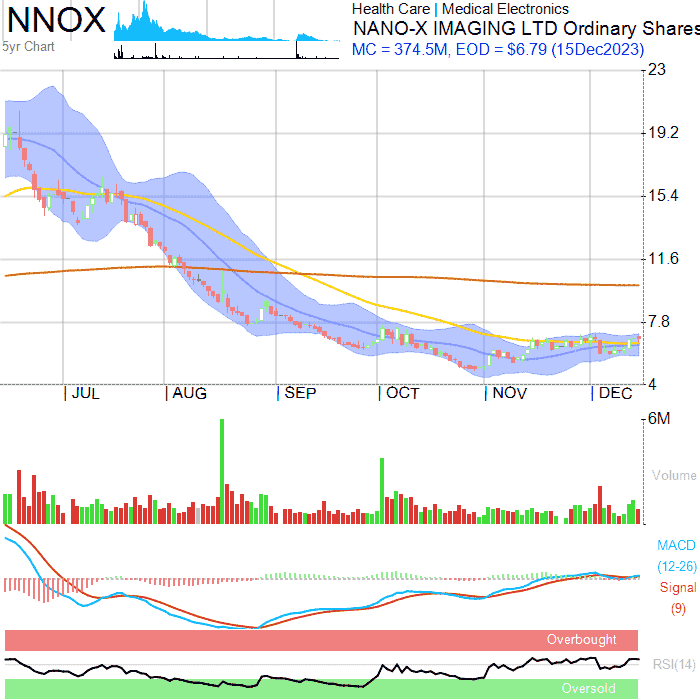 NNOX
5yr Chart
Health Care | Medical Electronics
NANO-X IMAGING LTD Ordinary Shares
MC = 374.5M, EOD = $6.79 (15Dec2023)
23
19.2
15.4
11.6
7.8
4
| JUL | AUG | SEP | OCT | NOV | DEC
6M
Volume
MACD
(12-26)
Signal
(9)
Overbought
RSI(14)
Oversold